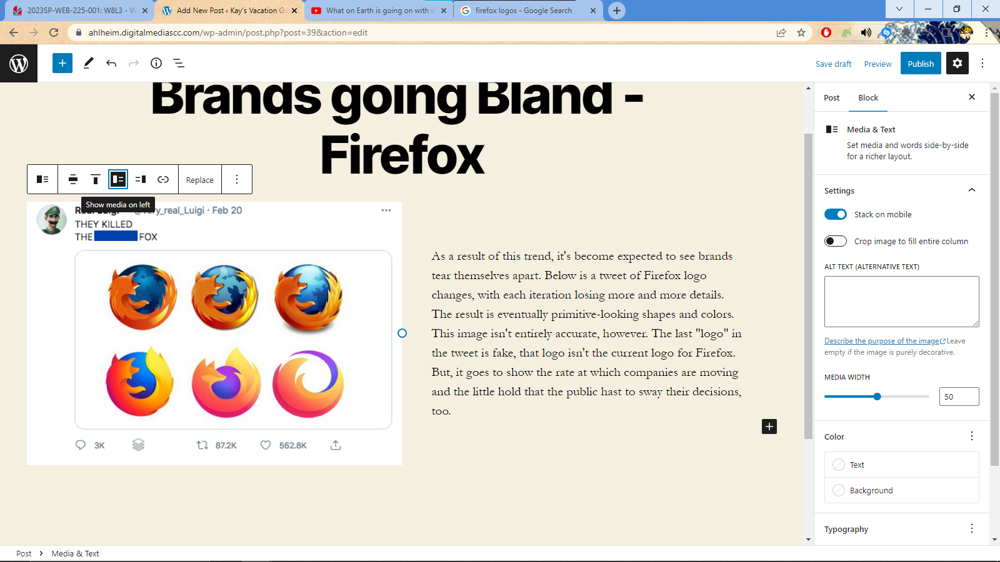 2023SP-WEB-225-001: W8L3 - W
Add New Post ‹ Kay's Vacation G
What on Earth is going on with s
firefox logos - Google Search
ahlheim.digitalmediascc.com/wp-admin/post.php?post=39&action=edit
Save draft
Preview
Publish
Brands going Bland -
Firefox
Replace
Show media on left
Real Luigi @very_real_Luigi · Feb 20
THEY KILLED
THE FOX
3K
87.2K
562.8K
As a result of this trend, it's become expected to see brands
tear themselves apart. Below is a tweet of Firefox logo
changes, with each iteration losing more and more details.
The result is eventually primitive-looking shapes and colors.
This image isn't entirely accurate, however. The last "logo" in
the tweet is fake, that logo isn't the current logo for Firefox.
But, it goes to show the rate at which companies are moving
and the little hold that the public hast to sway their decisions,
too.
Post
Block
Media & Text
Set media and words side-by-side
for a richer layout.
Settings
Stack on mobile
Crop image to fill entire column
ALT TEXT (ALTERNATIVE TEXT)
Describe the purpose of the image Leave
empty if the image is purely decorative.
MEDIA WIDTH
50
Color
Text
Background
Typography
Post
Media & Text